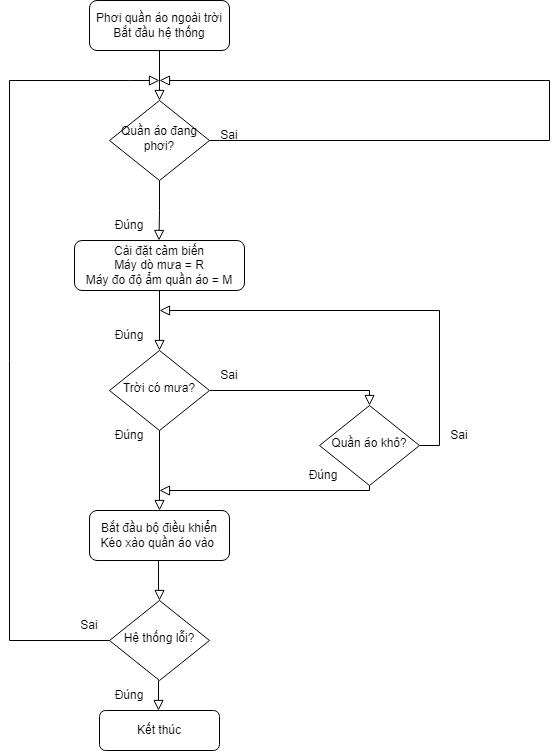 Phơi quần áo ngoài trời
Bắt đầu hệ thống
Quần áo đang
phơi?
Sai
Đúng
Cải đặt cảm biến
Máy dò mưa = R
Máy đo độ ẩm quần áo = M
Đúng
Trời có mưa?
Sai
Đúng
Quần áo khô?
Sai
Đúng
Bắt đầu bộ điều khiển
Kéo xào quần áo vào
Sai
Hệ thống lỗi?
Đúng
Kết thúc